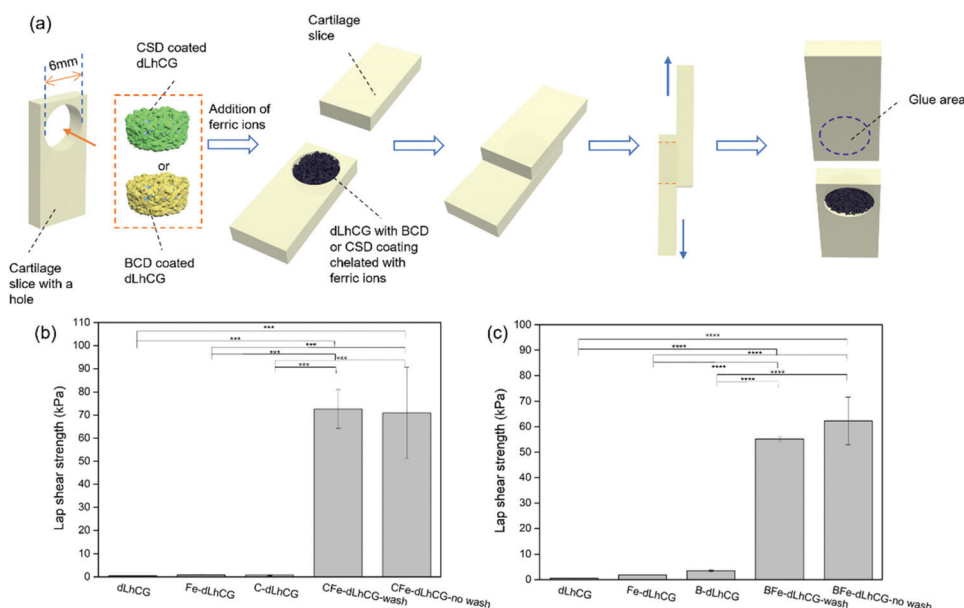 (a)
CSD coated
dLhCG
6mm
or
BCD coated
dLhCG
Cartilage
slice with a
hole
Addition of
ferric ions
Cartilage
slice
dLhCG with BCD
or CSD coating
chelated with
ferric ions
Glue area
(b)
Lap shear strength (kPa)
110
100
90
80
70
60
50
40
30
20
10
0
***
***
***
***
***
***
dLhCG
Fe-dLhCG
C-dLhCG
CFe-dLhCG-wash
CFe-dLhCG-no wash
(c)
Lap shear strength (kPa)
100
90
80
70
60
50
40
30
20
10
0
****
****
****
****
****
****
dLhCG
Fe-dLhCG
B-dLhCG
BFe-dLhCG-wash
BFe-dLhCG-no wash